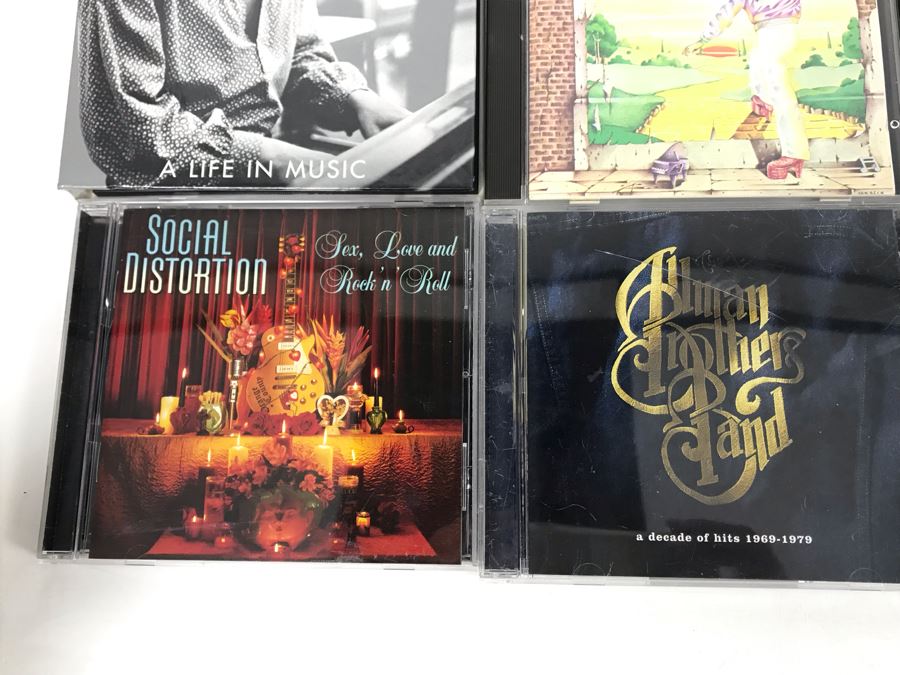 A LIFE IN MUSIC
SOCIAL
DISTORTION
Sex, Love and
Rock 'n' Roll
Allman
Brothers
Band
a decade of hits 1969-1979